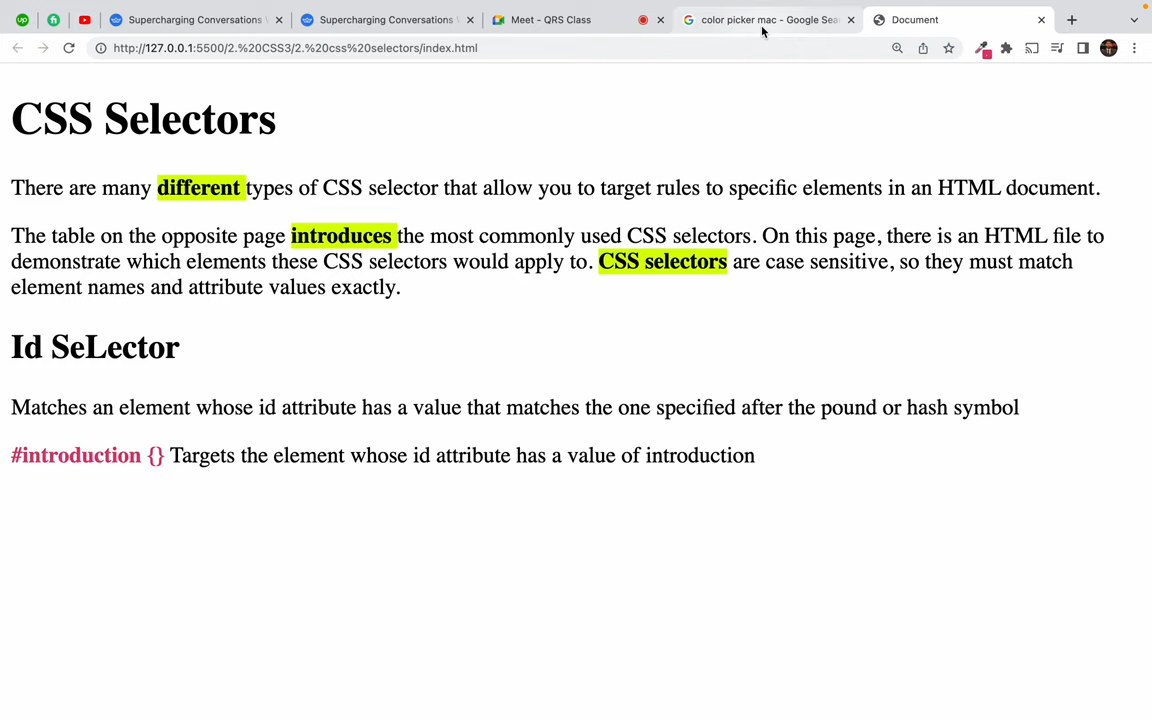 up
Supercharging Conversations
Supercharging Conversations
Meet - QRS Class
color picker mac - Google Sea
Document
http://127.0.0.1:5500/2.%20CSS3/2.%20css%20selectors/index.html
CSS Selectors
There are many different types of CSS selector that allow you to target rules to specific elements in an HTML document.
The table on the opposite page introduces the most commonly used CSS selectors. On this page, there is an HTML file to
demonstrate which elements these CSS selectors would apply to. CSS selectors are case sensitive, so they must match
element names and attribute values exactly.
Id SeLector
Matches an element whose id attribute has a value that matches the one specified after the pound or hash symbol
#introduction {} Targets the element whose id attribute has a value of introduction